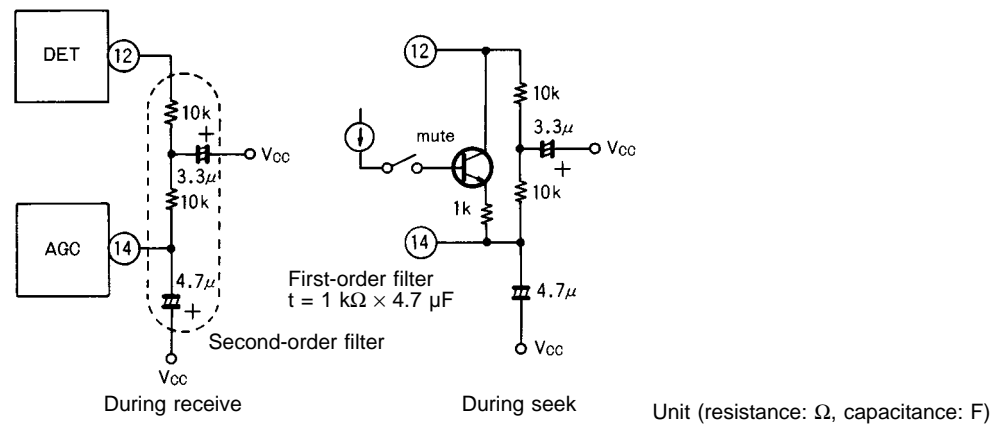 DET
12
10k
+
VCC
3.3µ
10k
AGC
14
4.7µ
+
Second-order filter
VCC
During receive
12
10k
mute
3.3µ
VCC
+
10k
1k
14
First-order filter
t = 1 kΩ × 4.7 µF
4.7µ
VCC
During seek
Unit (resistance: Ω, capacitance: F)